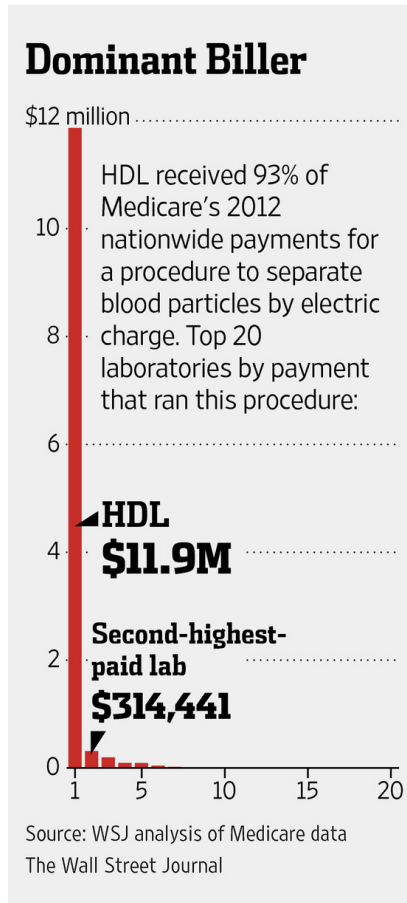 Dominant Biller
$12 million
HDL received 93% of
Medicare's 2012
nationwide payments for
a procedure to separate
blood particles by electric
charge. Top 20
laboratories by payment
that ran this procedure:
10
8
6
HDL
$11.9M
4
Second-highest-
paid lab
$314,441
2
0
1 5 10 15 20
Source: WSJ analysis of Medicare data
The Wall Street Journal